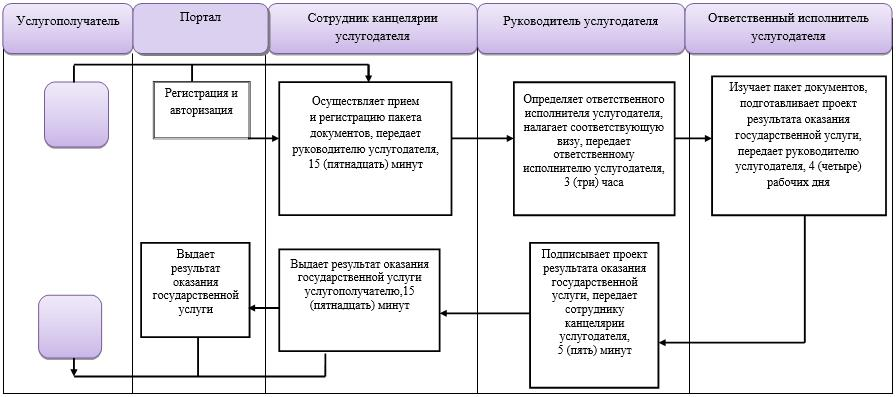 Услугополучатель
Портал
Сотрудник канцелярии
услугодателя
Руководитель услугодателя
Ответственный исполнитель
услугодателя
Регистрация и
авторизация
Осуществляет прием
и регистрацию пакета
документов, передает
руководителю услугодателя,
15 (пятнадцать) минут
Определяет ответственного
исполнителя услугодателя,
налагает соответствующую
визу, передает
ответственному
исполнителю услугодателя,
3 (три) часа
Изучает пакет документов,
подготавливает проект
результата оказания
государственной услуги,
передает руководителю
услугодателя, 4 (четыре)
рабочих дня
Выдает
результат
оказания
государственной
услуги
Выдает результат оказания
государственной услуги
услугополучателю,15
(пятнадцать) минут
Подписывает проект
результата оказания
государственной
услуги, передает
сотруднику
канцелярии
услугодателя,
5 (пять) минут